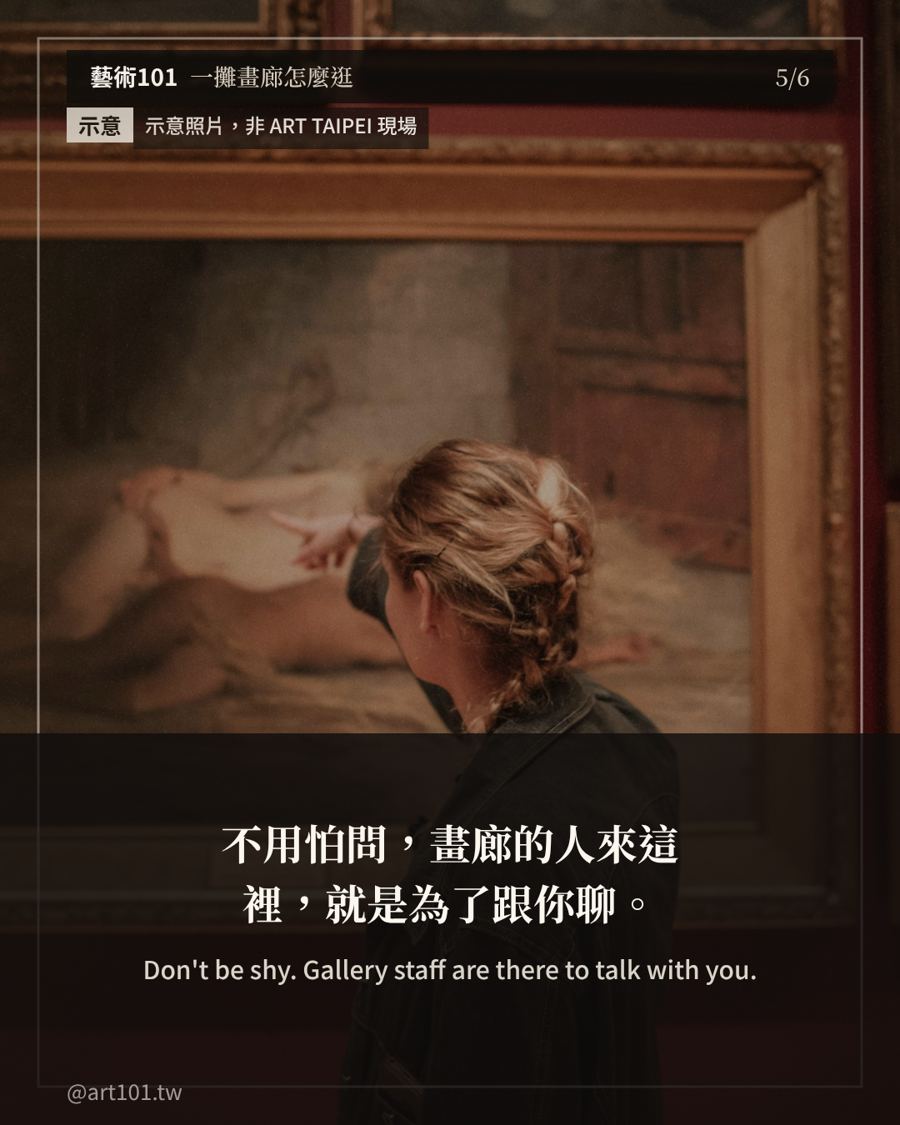 藝術101 一攤畫廊怎麼逛 5/6
示意 示意照片，非 ART TAIPEI 現場
不用怕問，畫廊的人來這
裡，就是為了跟你聊。
Don't be shy. Gallery staff are there to talk with you.
@art101.tw